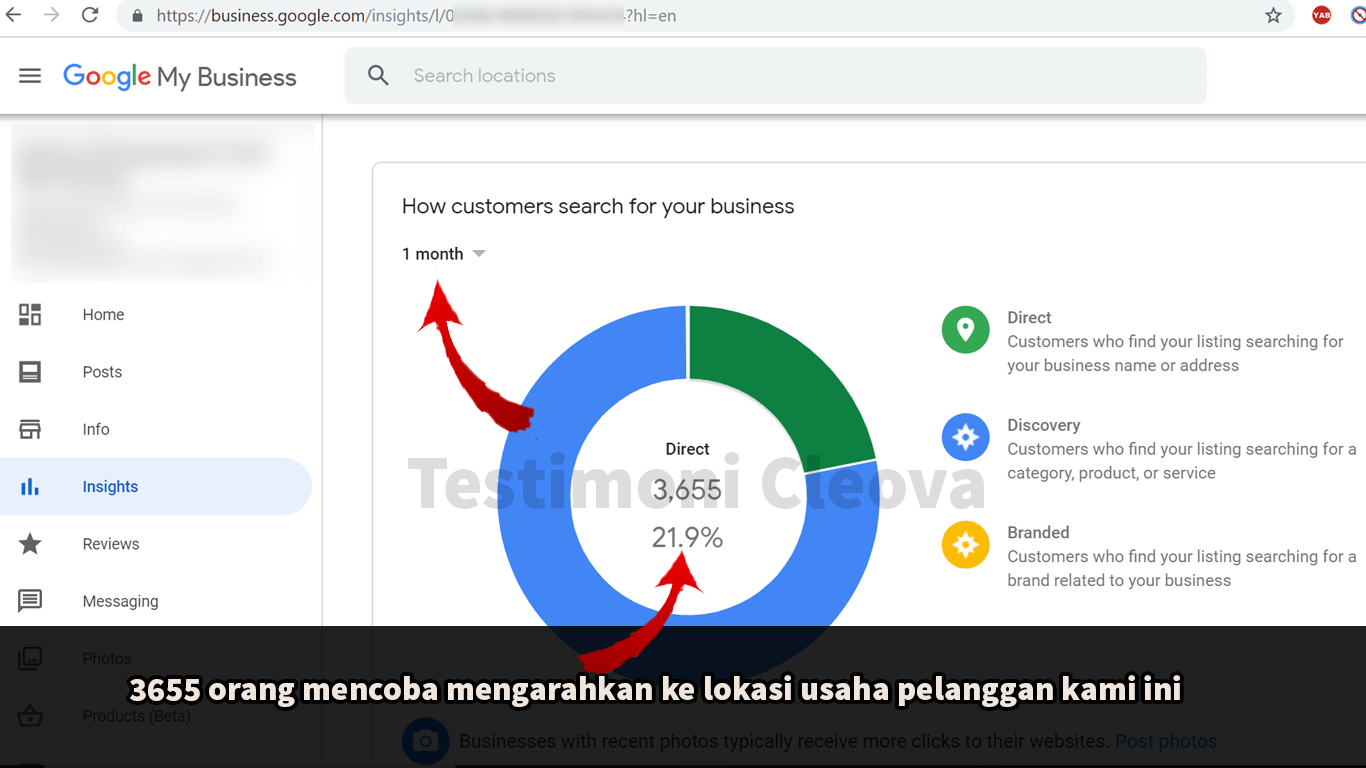 https://business.google.com/insights/l/0 ?hl=en
YAB
Google My Business
Search locations
How customers search for your business
1 month
Home
Posts
Info
Insights
Reviews
Messaging
Photos
Products (Beta)
Direct
3,655
21.9%
Testimoni Cleova
Direct
Customers who find your listing searching for
your business name or address
Discovery
Customers who find your listing searching for a
category, product, or service
Branded
Customers who find your listing searching for a
brand related to your business
3655 orang mencoba mengarahkan ke lokasi usaha pelanggan kami ini
Businesses with recent photos typically receive more clicks to their websites. Post photos